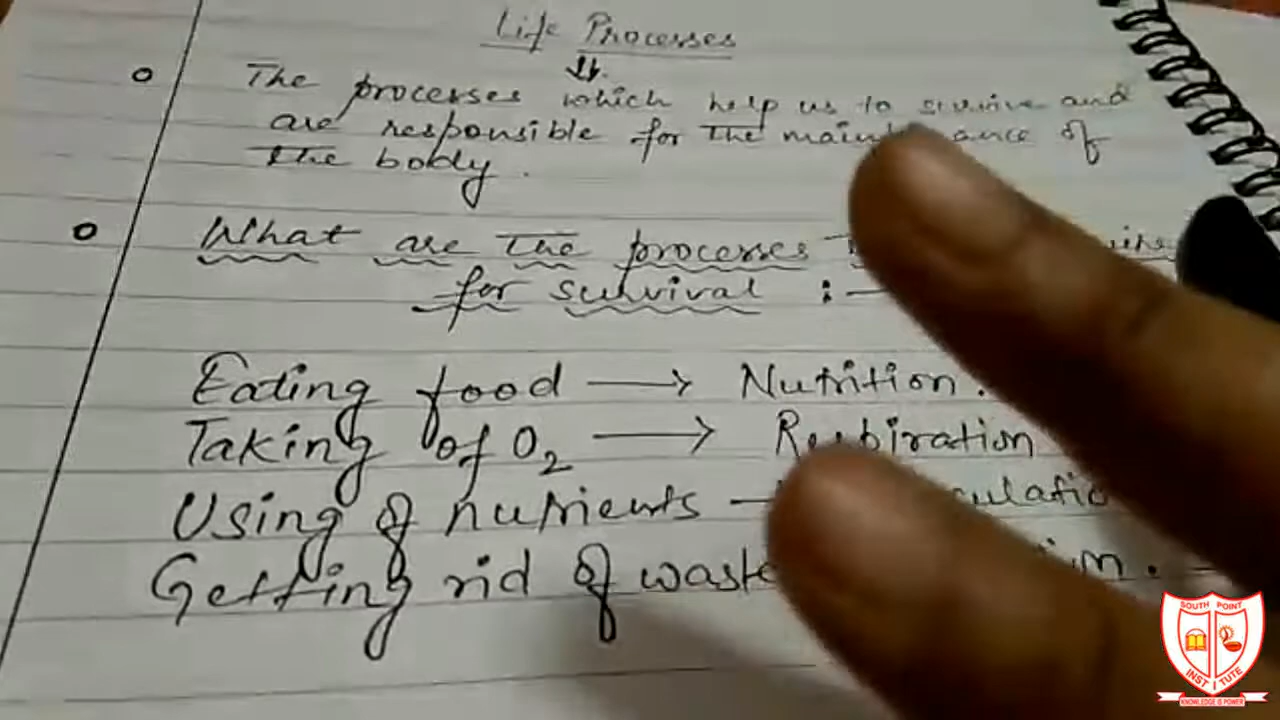 Life Processes
The processes which help us to survive and
are responsible for the maintenance of
the body.
What are the processes
for survival :-
Eating food → Nutrition.
Taking of O₂ → Respiration
Using of nutrients →
Getting rid of waste
SOUTH POINT
INSTITUTE
KNOWLEDGE IS POWER